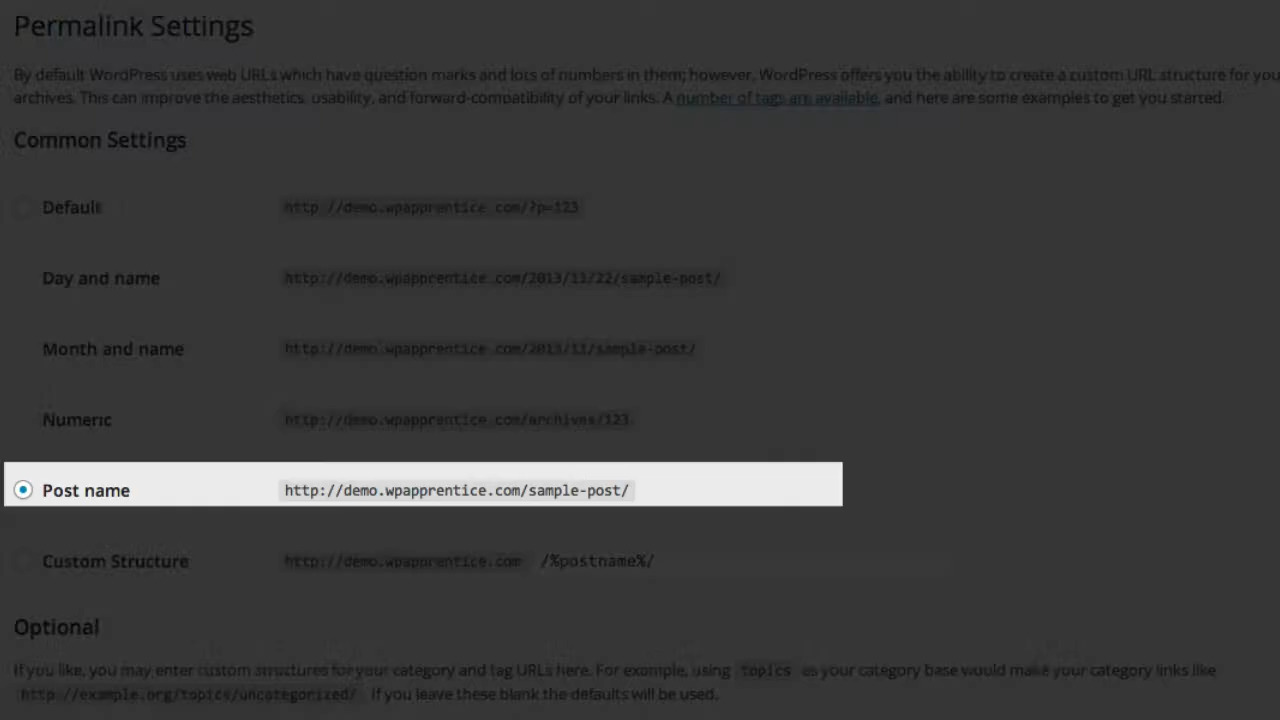 Permalink Settings
By default WordPress uses web URLs which have question marks and lots of numbers in them; however, WordPress offers you the ability to create a custom URL structure for you
archives. This can improve the aesthetics, usability, and forward-compatibility of your links. A number of tags are available, and here are some examples to get you started.
Common Settings
Default http://demo.wpapprentice.com/?p=123
Day and name http://demo.wpapprentice.com/2013/11/22/sample-post/
Month and name http://demo.wpapprentice.com/2013/11/sample-post/
Numeric http://demo.wpapprentice.com/archives/123
Post name http://demo.wpapprentice.com/sample-post/
Custom Structure http://demo.wpapprentice.com /%postname%/
Optional
If you like, you may enter custom structures for your category and tag URLs here. For example, using topics as your category base would make your category links like
http://example.org/topics/uncategorized/ . If you leave these blank the defaults will be used.